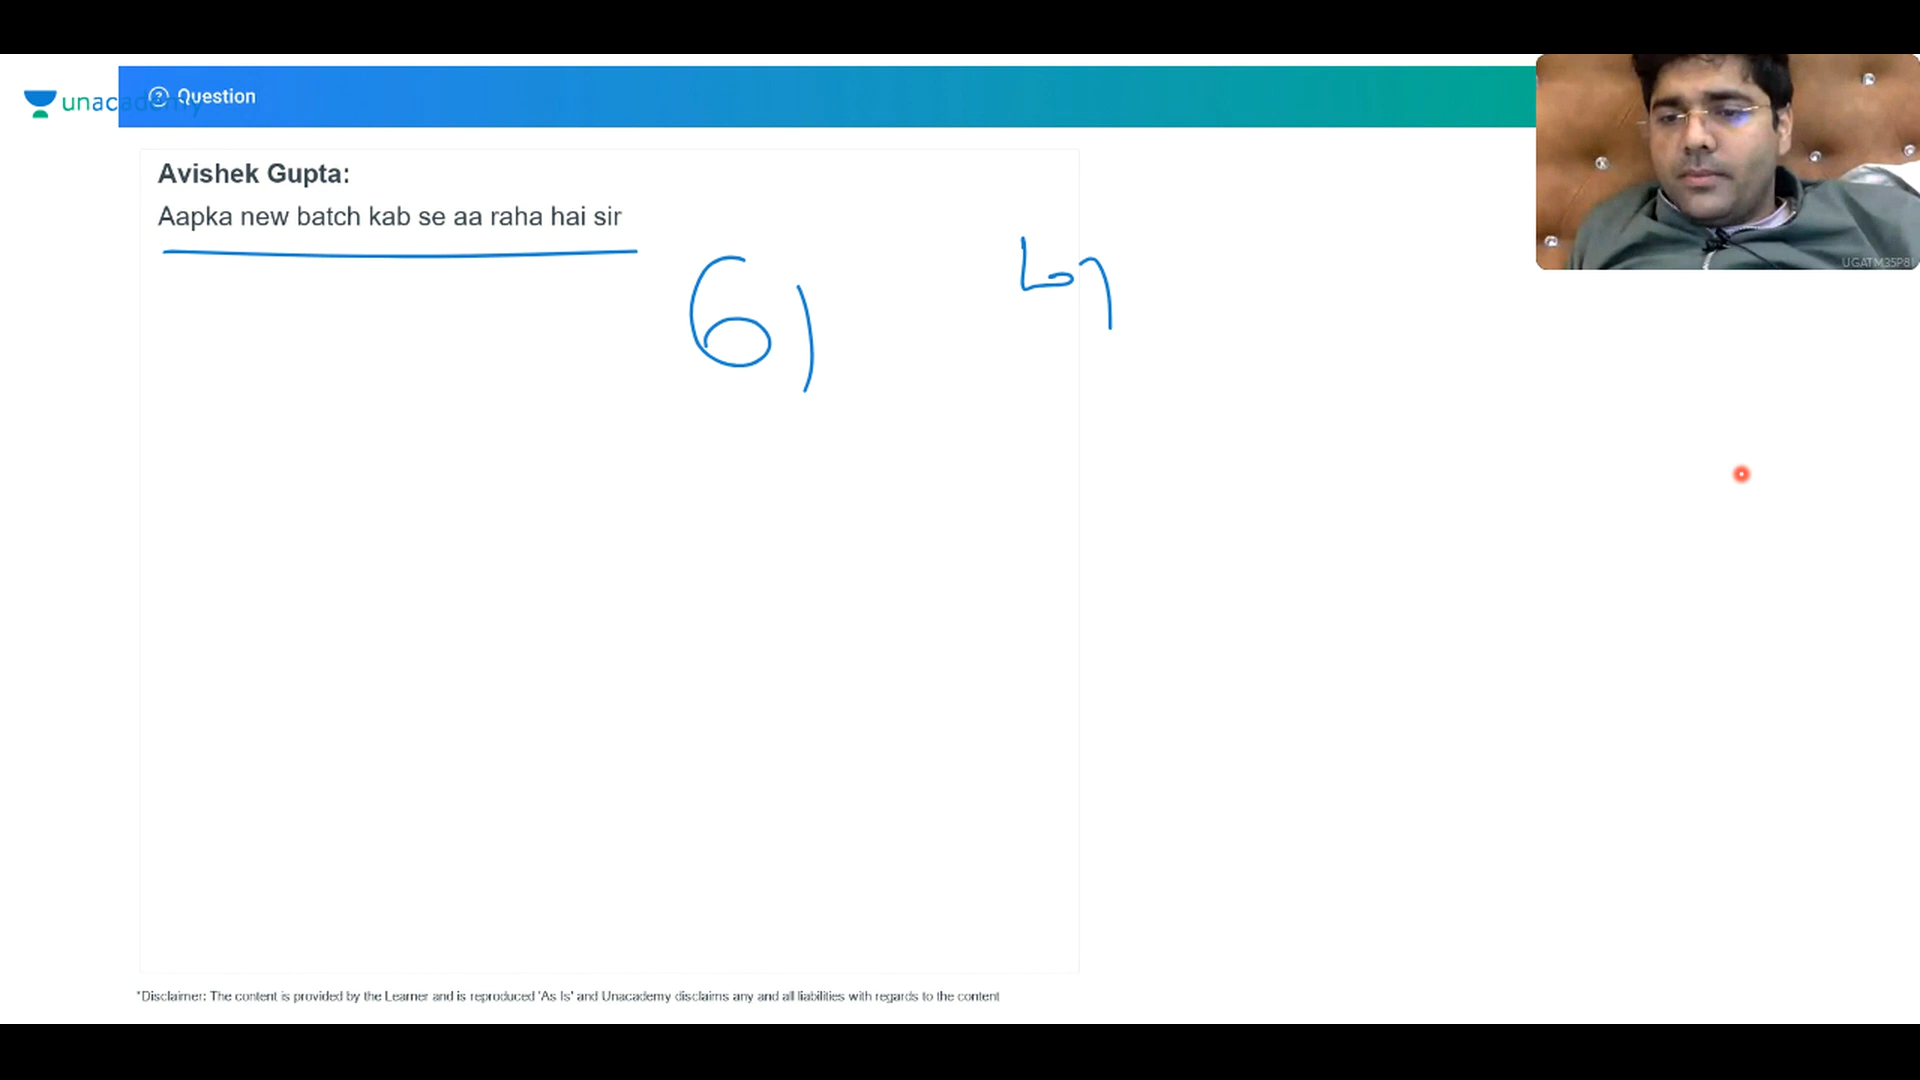 unacademy
Question
Avishek Gupta:
Aapka new batch kab se aa raha hai sir
6)
UGATM35P81
*Disclaimer: The content is provided by the Learner and is reproduced 'As Is' and Unacademy disclaims any and all liabilities with regards to the content